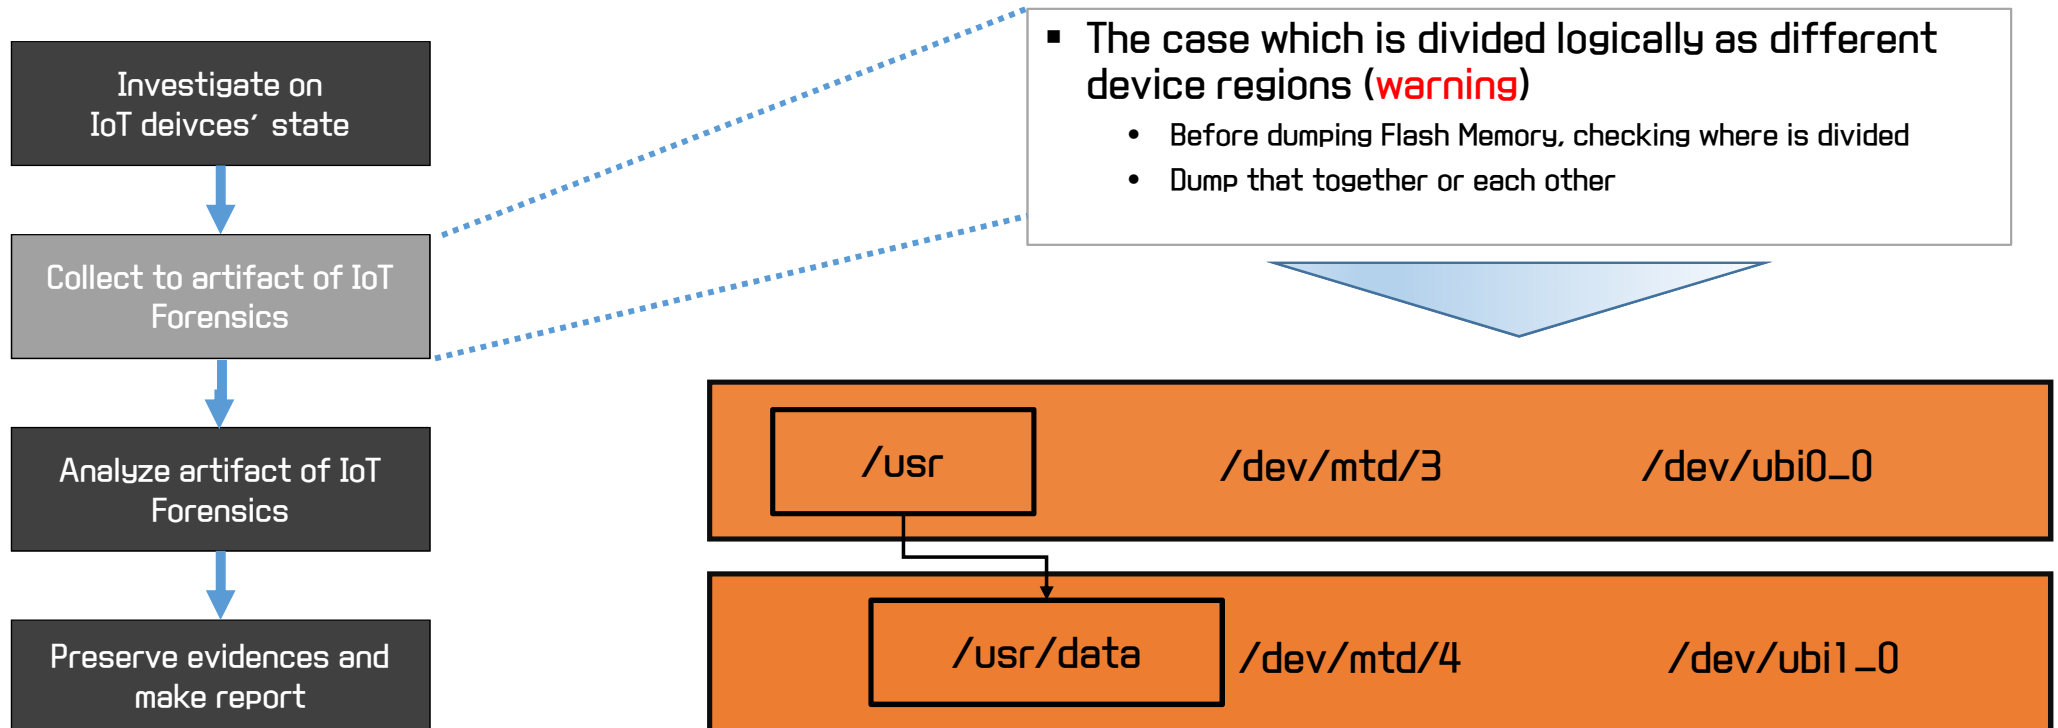 Investigate on
IoT deivces´ state
Collect to artifact of IoT
Forensics
Analyze artifact of IoT
Forensics
Preserve evidences and
make report
▪ The case which is divided logically as different
device regions (warning)
• Before dumping Flash Memory, checking where is divided
• Dump that together or each other
/usr /dev/mtd/3 /dev/ubi0_0
/usr/data /dev/mtd/4 /dev/ubi1_0